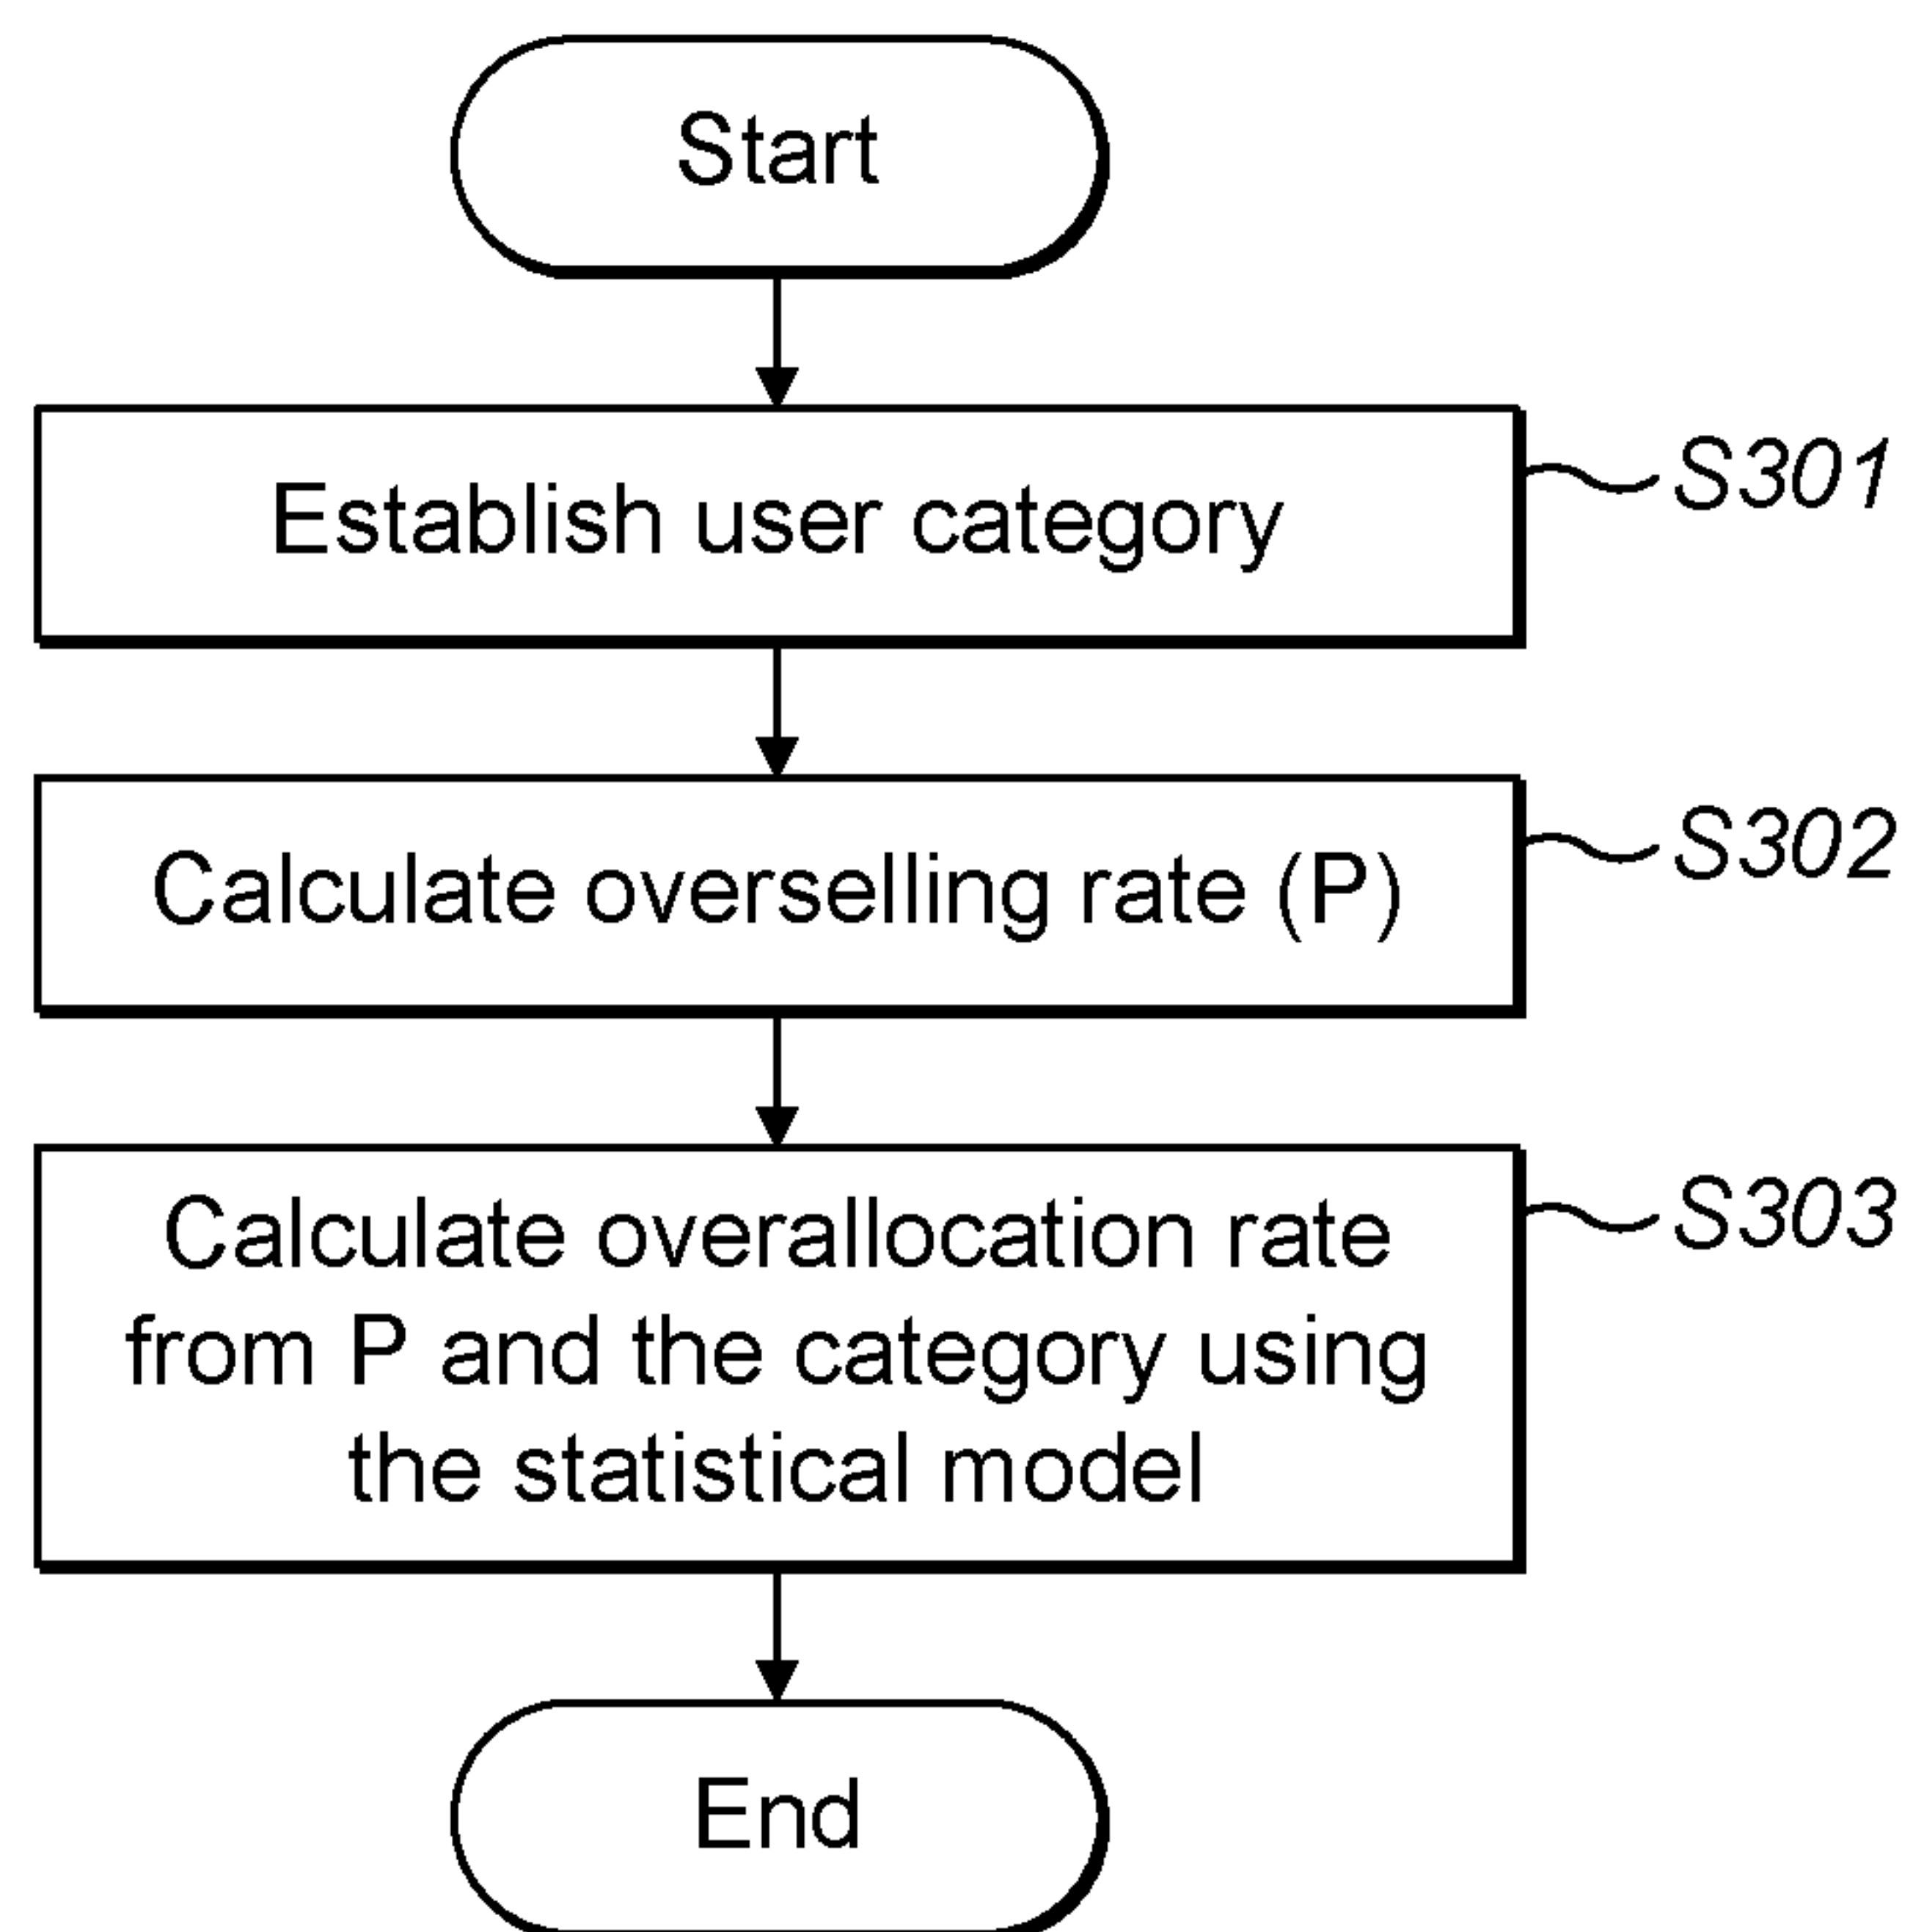 Start
Establish user category
S301
Calculate overselling rate (P)
S302
Calculate overallocation rate
S303
from P and the category using
the statistical model
End